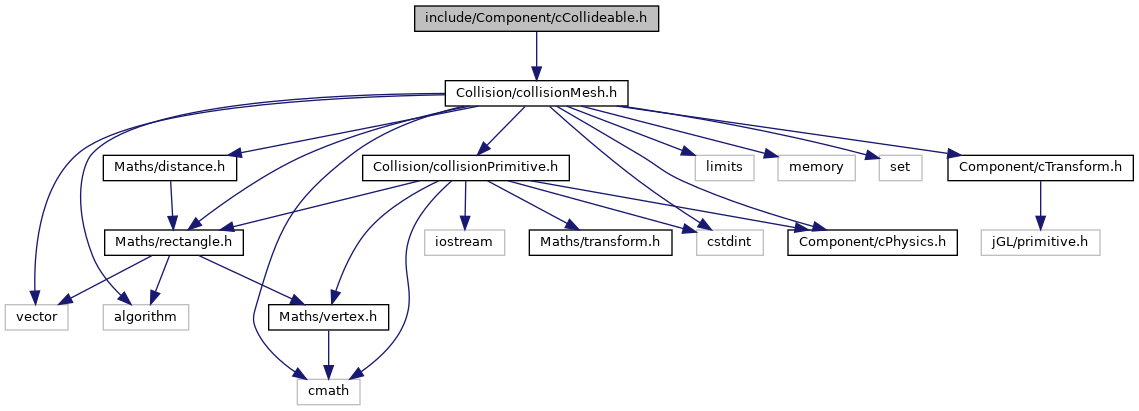 include/Component/cCollideable.h
Collision/collisionMesh.h
Maths/distance.h
Collision/collisionPrimitive.h
limits
memory
set
Component/cTransform.h
Maths/rectangle.h
iostream
Maths/transform.h
cstdint
Component/cPhysics.h
jGL/primitive.h
vector
algorithm
Maths/vertex.h
cmath